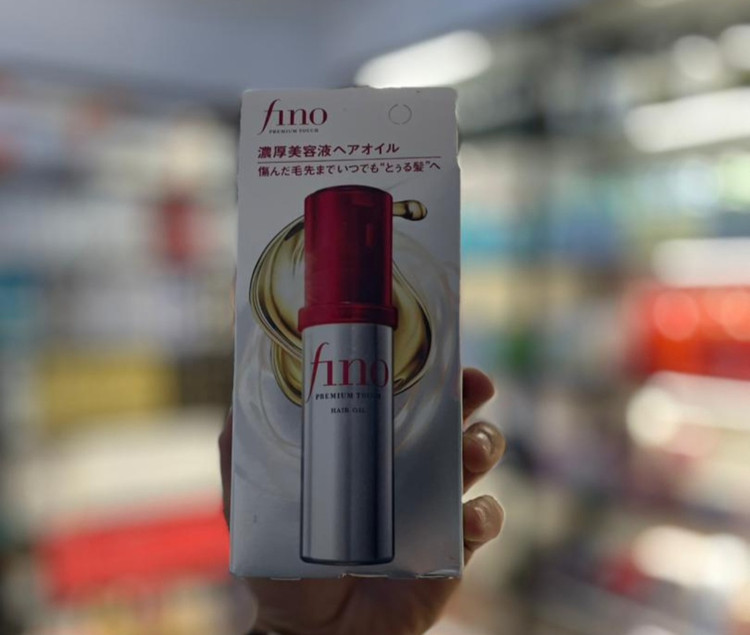 fino
PREMIUM TOUCH
濃厚美容液ヘアオイル
傷んだ毛先までいつでも"とぅる髪"へ
fino
PREMIUM TOUCH
HAIR OIL